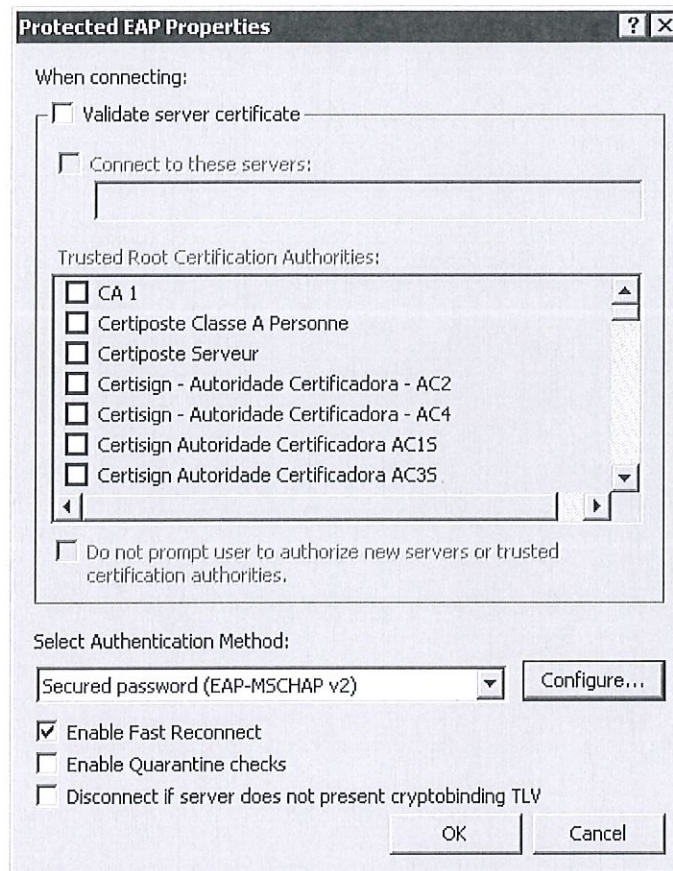 Protected EAP Properties
When connecting:
Validate server certificate
Connect to these servers:
Trusted Root Certification Authorities:
CA 1
Certiposte Classe A Personne
Certiposte Serveur
Certisign - Autoridade Certificadora - AC2
Certisign - Autoridade Certificadora - AC4
Certisign Autoridade Certificadora AC1S
Certisign Autoridade Certificadora AC3S
Do not prompt user to authorize new servers or trusted
certification authorities.
Select Authentication Method:
Secured password (EAP-MSCHAP v2)
Configure...
Enable Fast Reconnect
Enable Quarantine checks
Disconnect if server does not present cryptobinding TLV
OK
Cancel